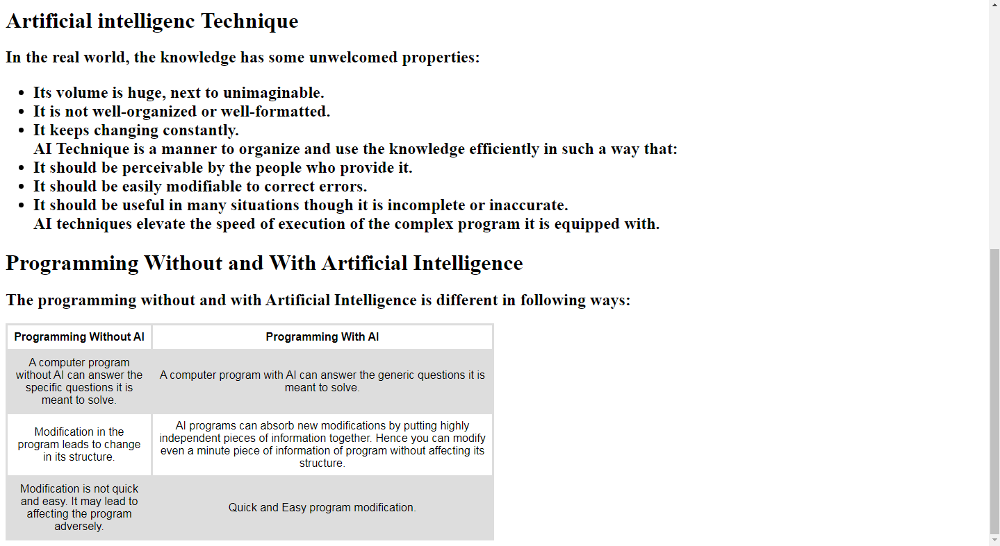 Artificial intelligenc Technique
In the real world, the knowledge has some unwelcomed properties:
• Its volume is huge, next to unimaginable.
• It is not well-organized or well-formatted.
• It keeps changing constantly.
AI Technique is a manner to organize and use the knowledge efficiently in such a way that:
• It should be perceivable by the people who provide it.
• It should be easily modifiable to correct errors.
• It should be useful in many situations though it is incomplete or inaccurate.
AI techniques elevate the speed of execution of the complex program it is equipped with.
Programming Without and With Artificial Intelligence
The programming without and with Artificial Intelligence is different in following ways:
Programming Without AI
Programming With AI
A computer program
without AI can answer the
specific questions it is
meant to solve.
A computer program with AI can answer the generic questions it is
meant to solve.
Modification in the
program leads to change
in its structure.
AI programs can absorb new modifications by putting highly
independent pieces of information together. Hence you can modify
even a minute piece of information of program without affecting its
structure.
Modification is not quick
and easy. It may lead to
affecting the program
adversely.
Quick and Easy program modification.